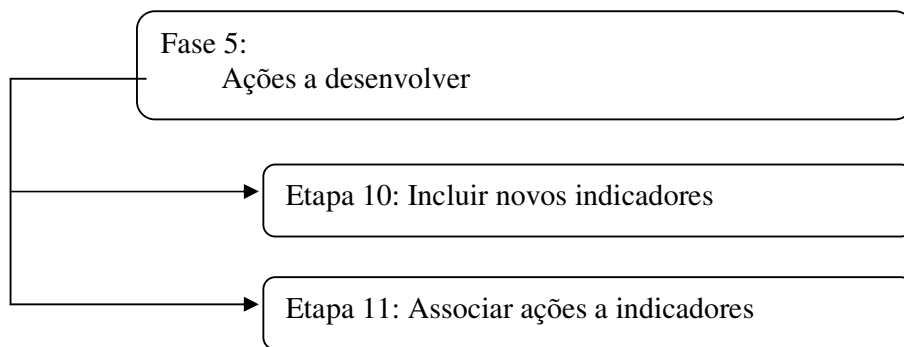 Fase 5:
Ações a desenvolver
Etapa 10: Incluir novos indicadores
Etapa 11: Associar ações a indicadores